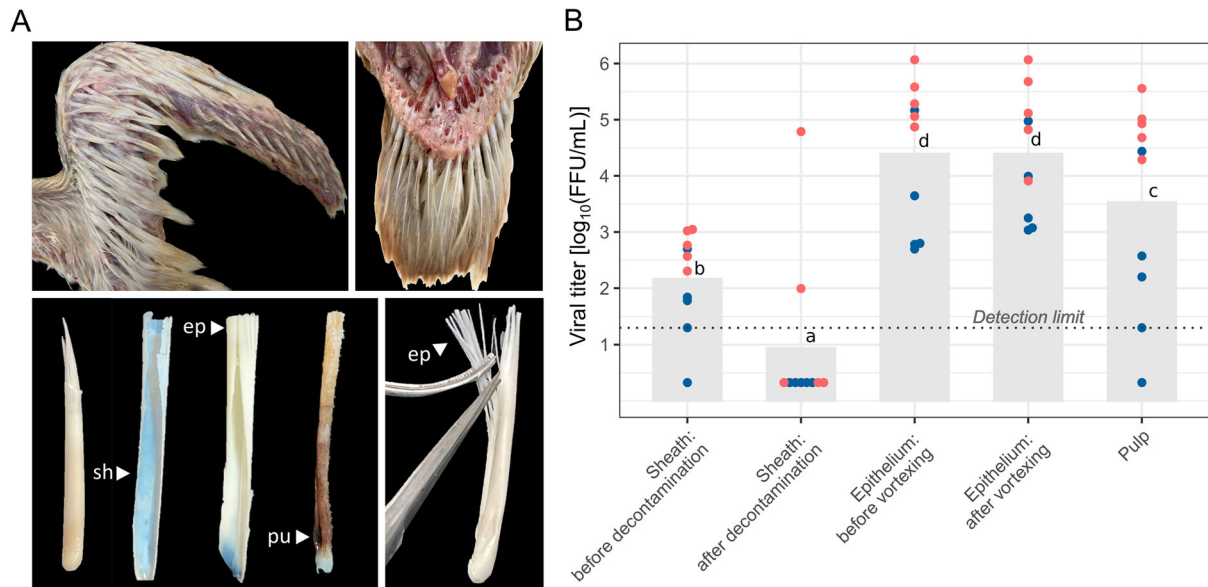 A
ep
ep
sh
pu
B
Viral titer [log₁₀(FFU/mL)]
6
5
4
3
2
1
b
a
d
d
c
Detection limit
Sheath:
before decontamination
Sheath:
after decontamination
Epithelium:
before vortexing
Epithelium:
after vortexing
Pulp